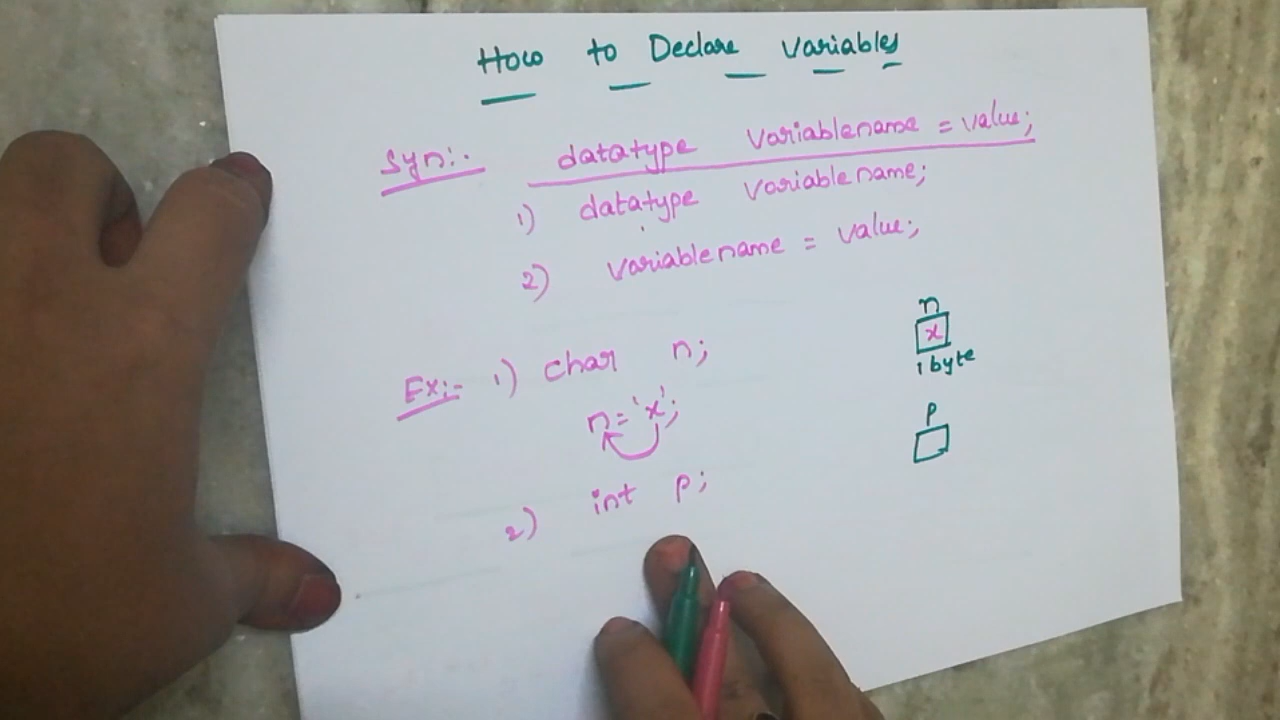 How to Declare Variables
Syn:- datatype variablename = value;
1) datatype variablename;
2) variablename = value;
n
x
1 byte
Ex:- 1) char n;
n = 'x';
p
2) int p;